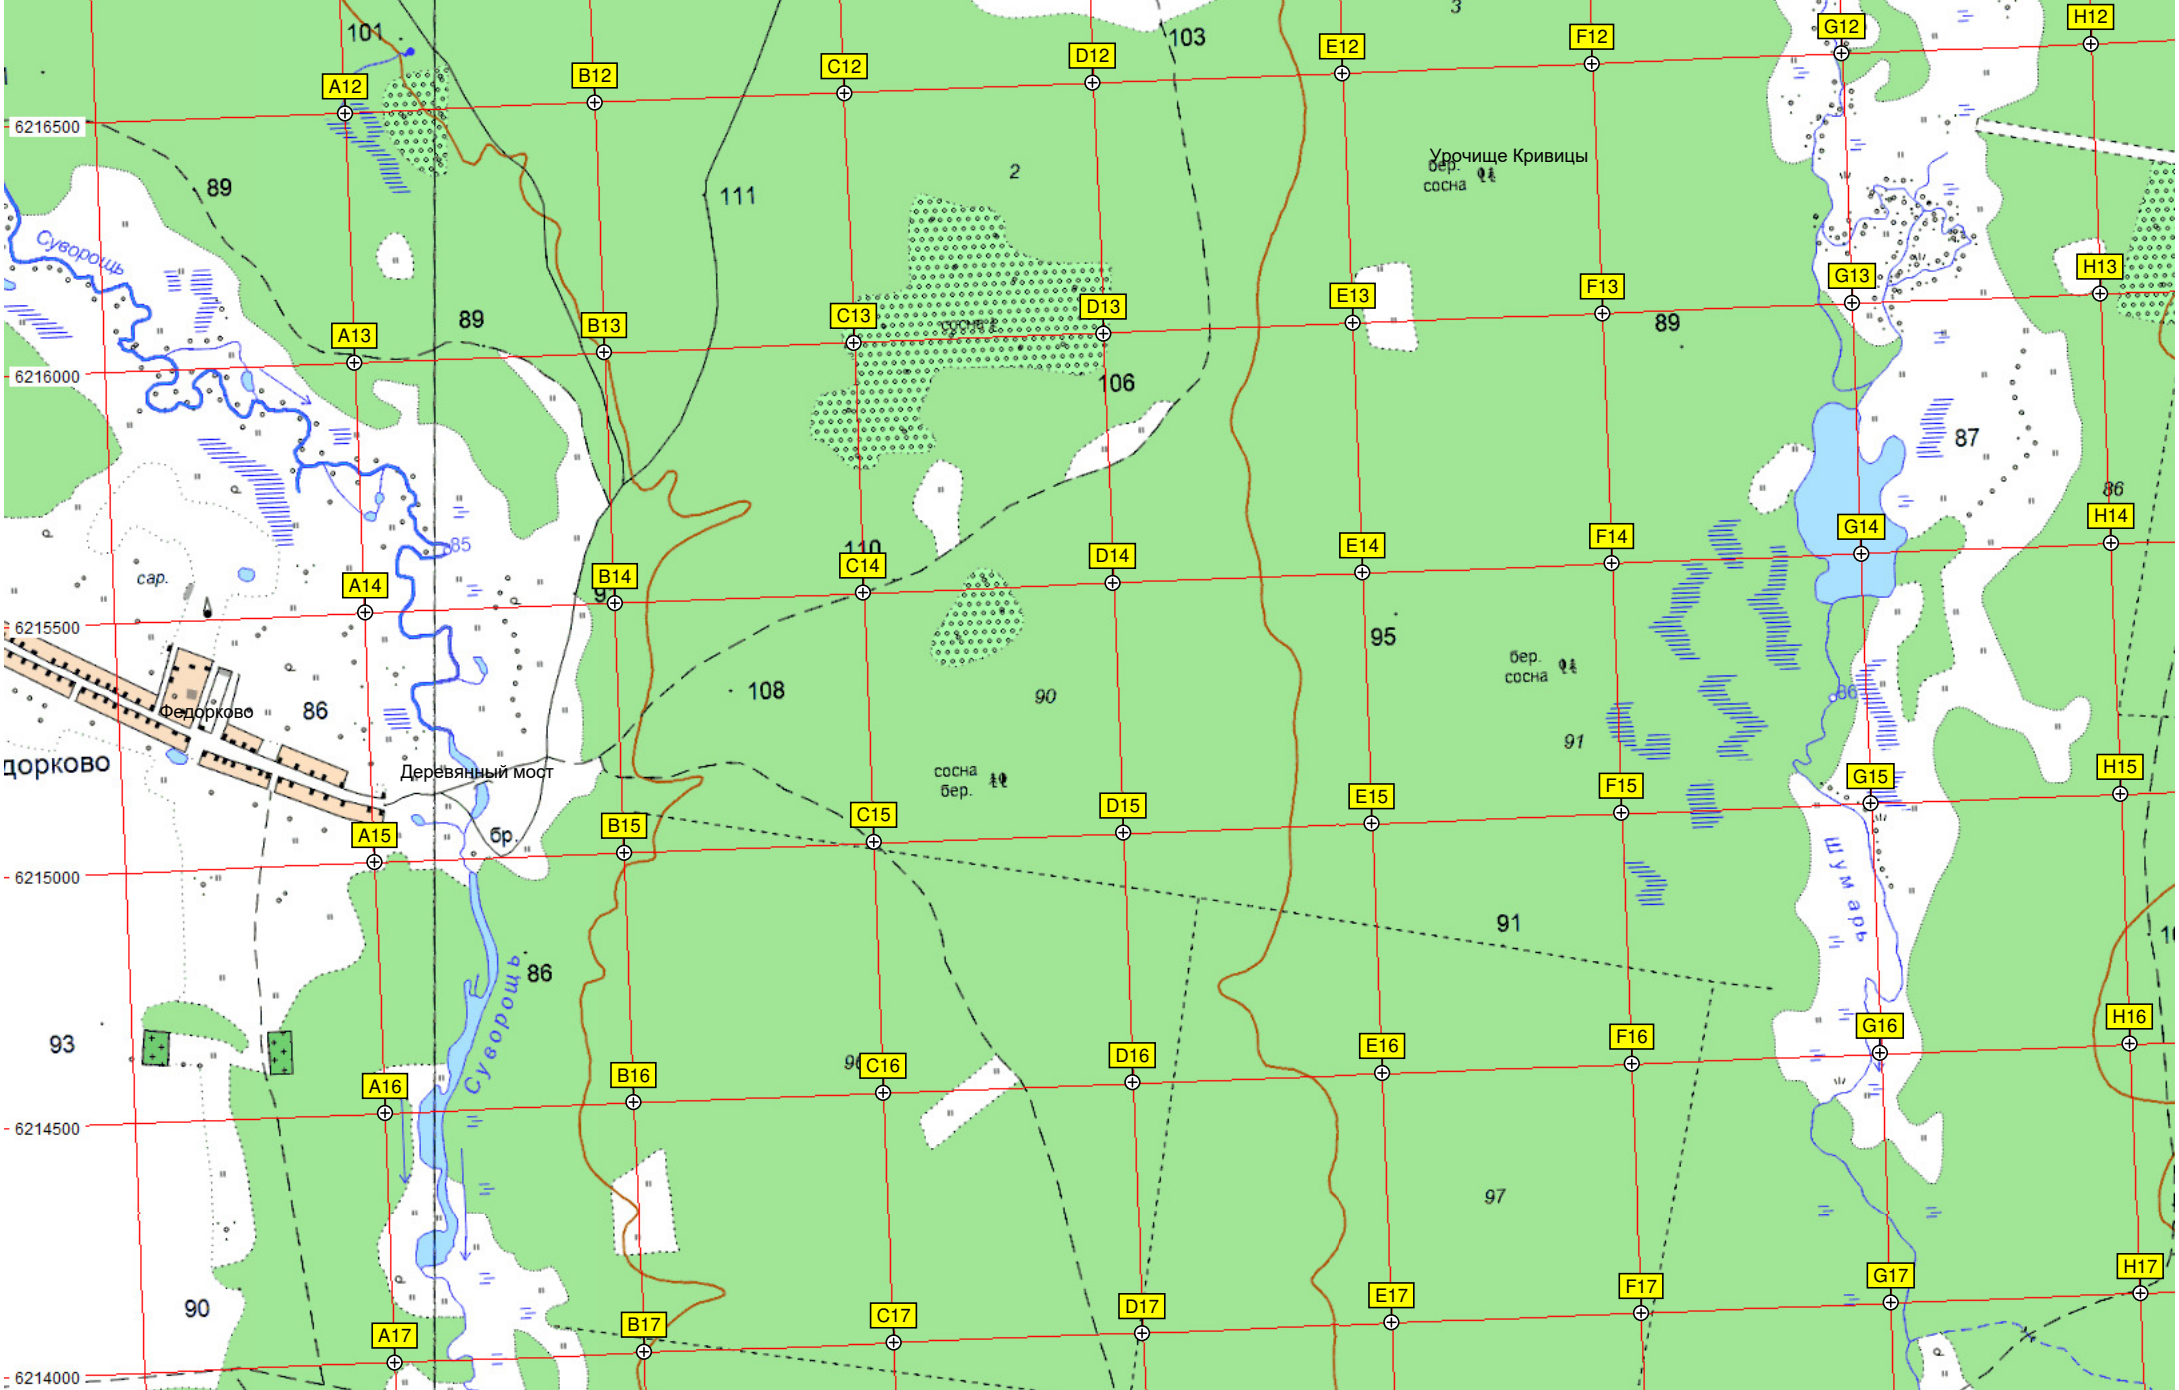 3
H12
G12
101
F12
103
E12
D12
C12
B12
A12
6216500
Урочище Кривицы
бер.
сосна
2
89
111
Суворощь
H13
G13
F13
E13
D13
C13
B13
A13
89
89
сосна
6216000
106
87
86
H14
G14
F14
E14
D14
C14
110
B14
A14
85
сар.
6215500
95
бер.
сосна
108
90
86
86
Федорково
91
дорково
Деревянный мост
сосна
бер.
H15
G15
F15
E15
D15
C15
B15
A15
бр.
6215000
Шумарь
91
86
Суворощь
93
H16
G16
F16
E16
D16
C16
B16
A16
6214500
97
90
H17
G17
F17
E17
D17
C17
B17
A17
6214000